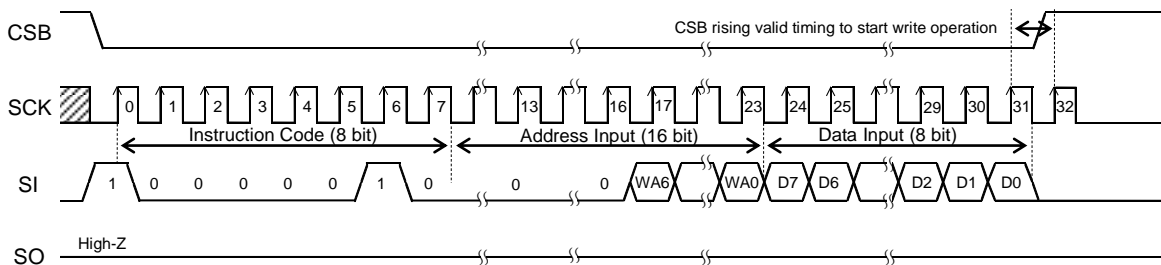 CSB
CSB rising valid timing to start write operation
SCK
0 1 2 3 4 5 6 7 13 16 17 23 24 25 29 30 31 32
Instruction Code (8 bit) Address Input (16 bit) Data Input (8 bit)
SI
1 0 0 0 0 0 1 0 0 0 WA6 WA0 D7 D6 D2 D1 D0
High-Z
SO